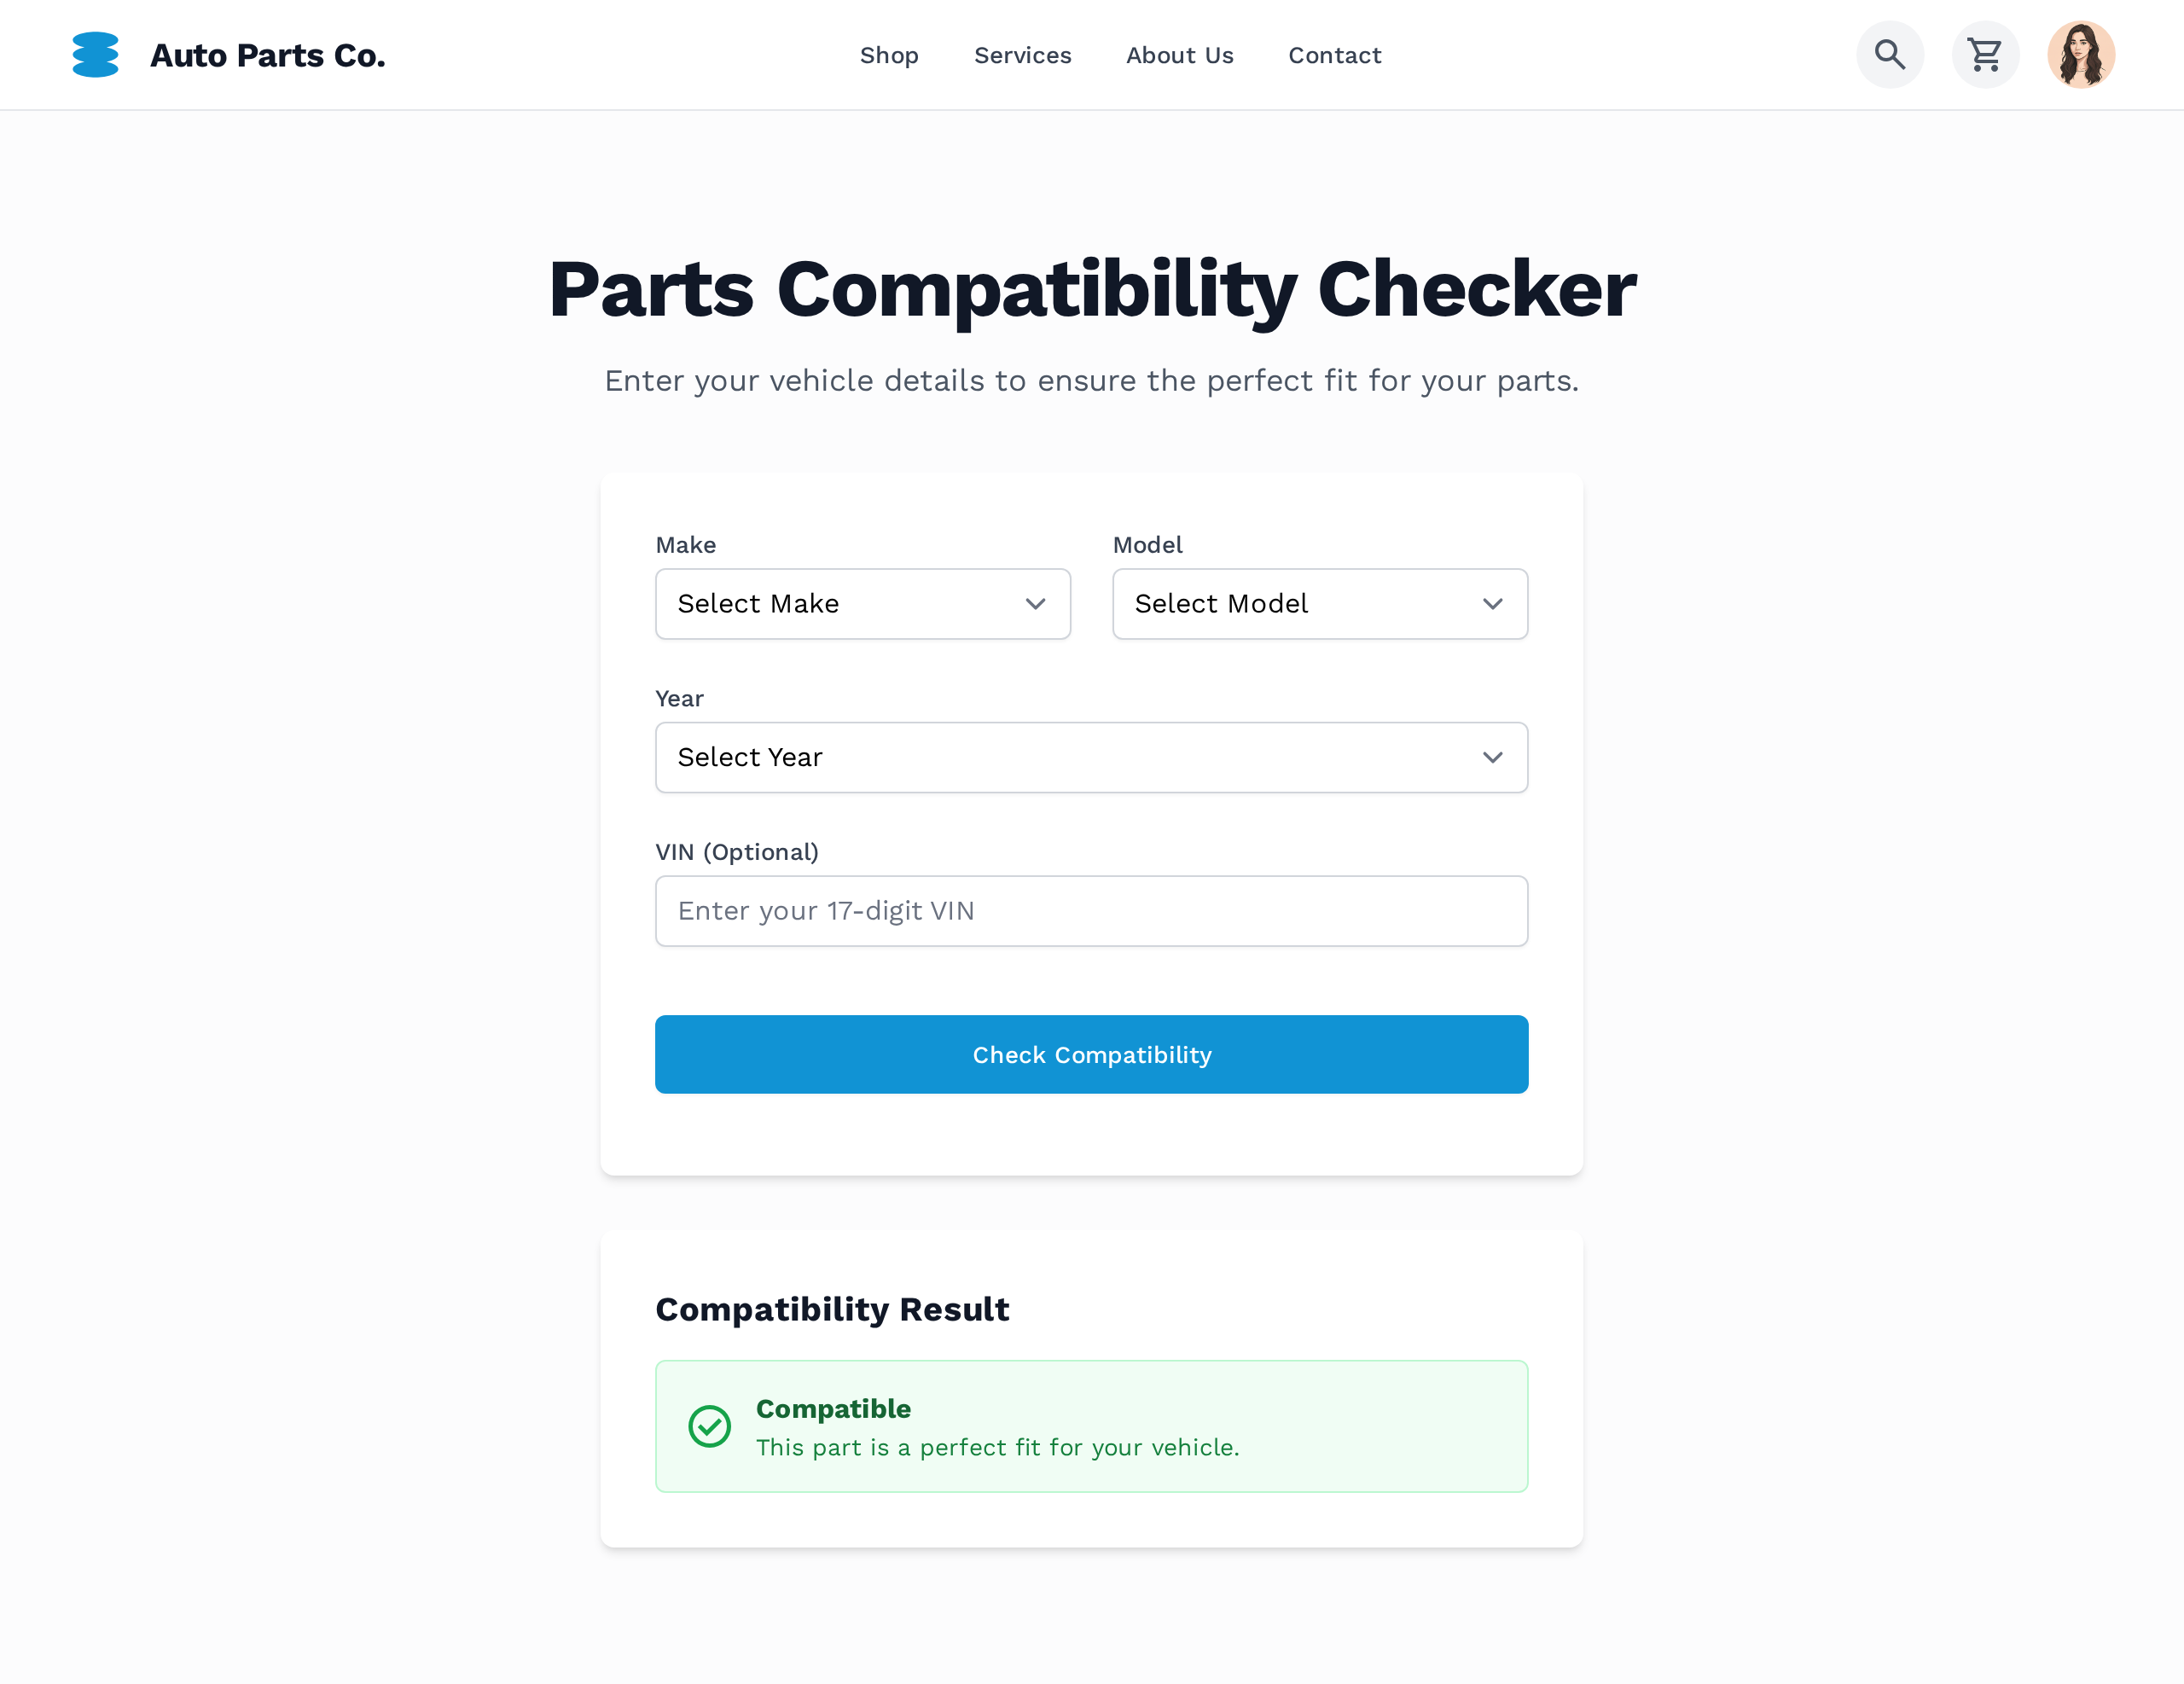 Auto Parts Co.
Shop
Services
About Us
Contact
Parts Compatibility Checker
Enter your vehicle details to ensure the perfect fit for your parts.
Make
Model
Select Make
Select Model
Year
Select Year
VIN (Optional)
Enter your 17-digit VIN
Check Compatibility
Compatibility Result
Compatible
This part is a perfect fit for your vehicle.